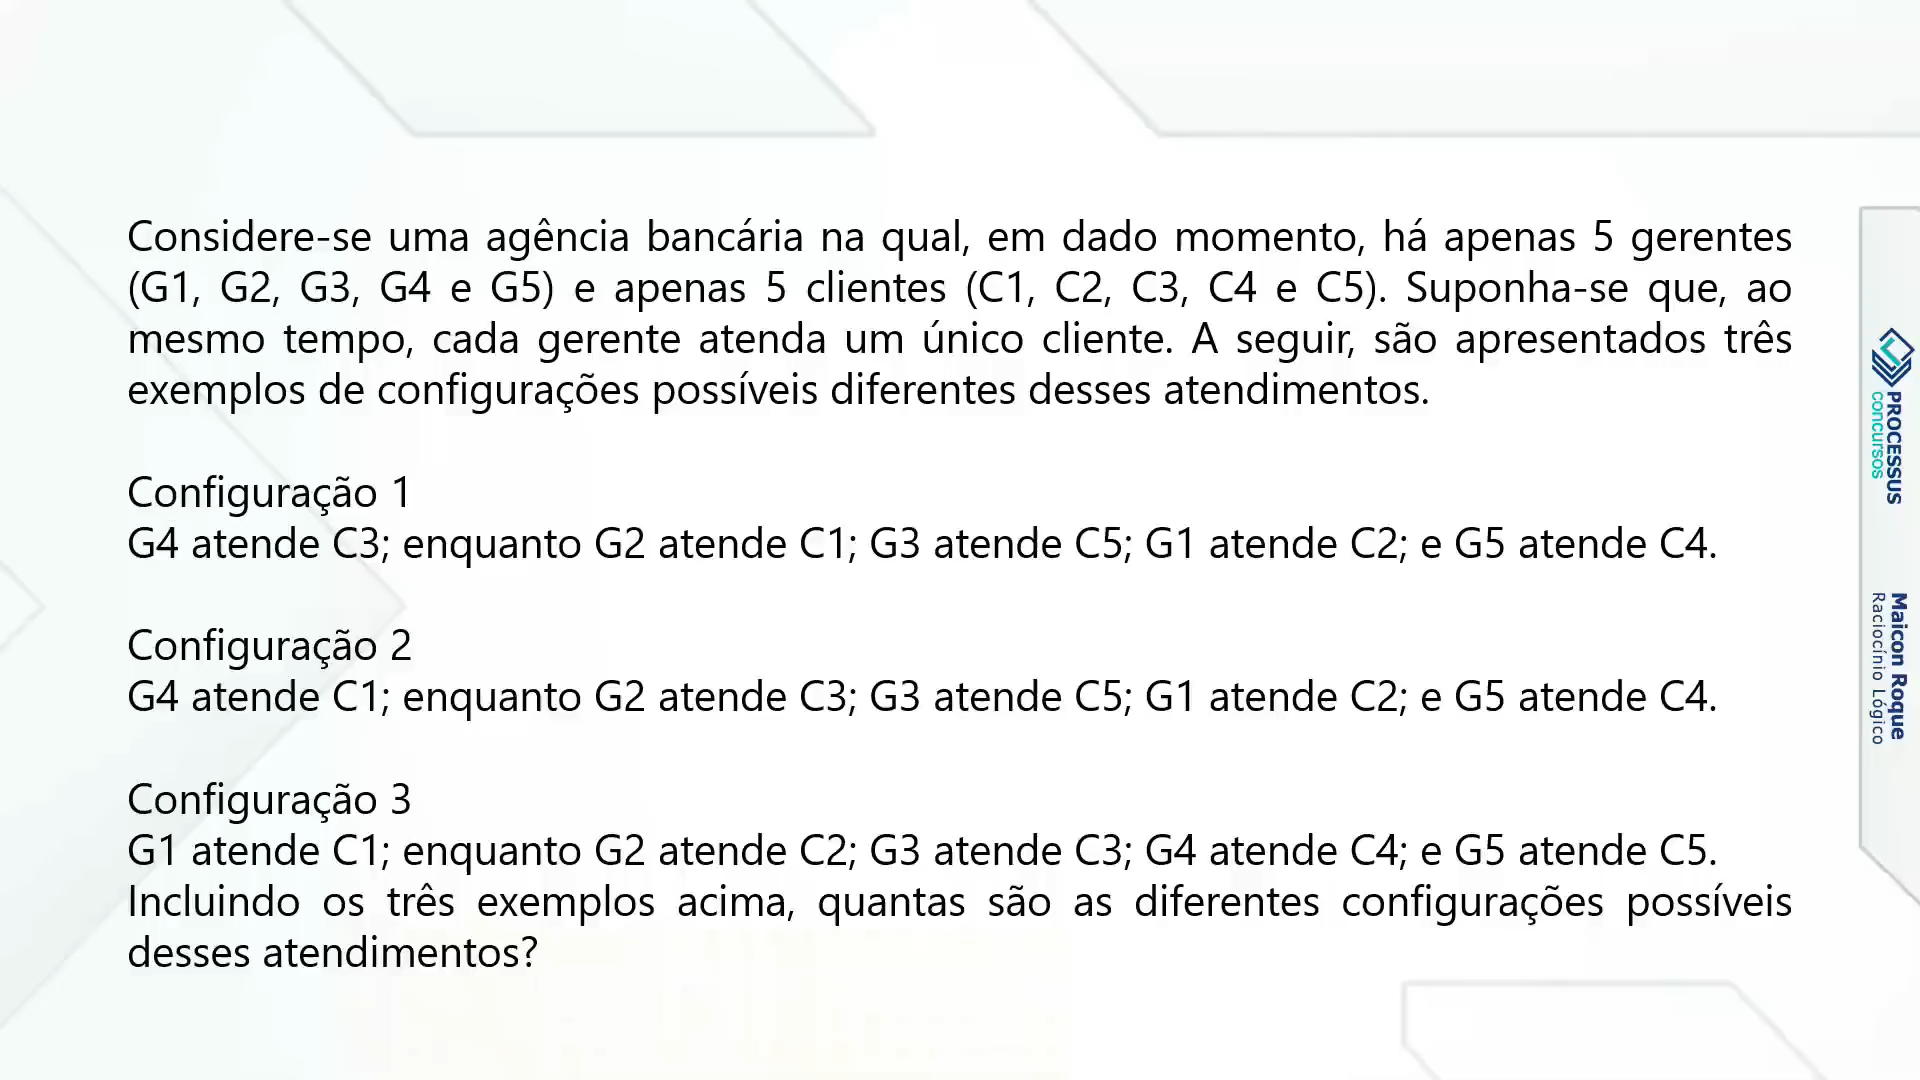 Considere-se uma agência bancária na qual, em dado momento, há apenas 5 gerentes
(G1, G2, G3, G4 e G5) e apenas 5 clientes (C1, C2, C3, C4 e C5). Suponha-se que, ao
mesmo tempo, cada gerente atenda um único cliente. A seguir, são apresentados três
exemplos de configurações possíveis diferentes desses atendimentos.
Configuração 1
G4 atende C3; enquanto G2 atende C1; G3 atende C5; G1 atende C2; e G5 atende C4.
Configuração 2
G4 atende C1; enquanto G2 atende C3; G3 atende C5; G1 atende C2; e G5 atende C4.
Configuração 3
G1 atende C1; enquanto G2 atende C2; G3 atende C3; G4 atende C4; e G5 atende C5.
Incluindo os três exemplos acima, quantas são as diferentes configurações possíveis
desses atendimentos?
PROCESSUS
concursos
Maicon Roque
Raciocínio Lógico